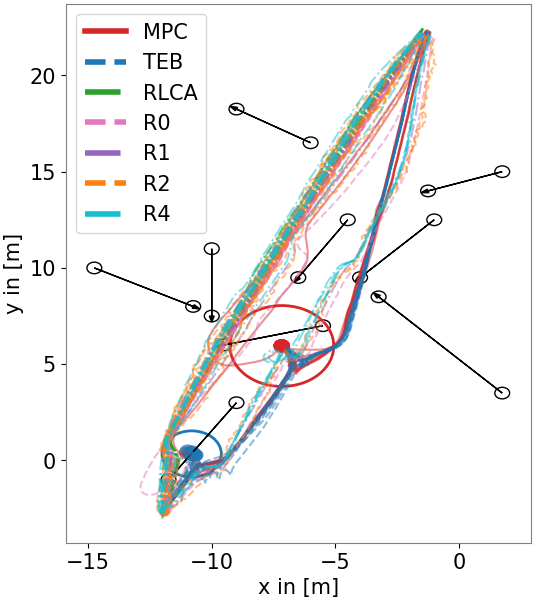 MPC
TEB
RLCA
R0
R1
R2
R4
y in [m]
20
15
10
5
0
−15
−10
−5
0
x in [m]